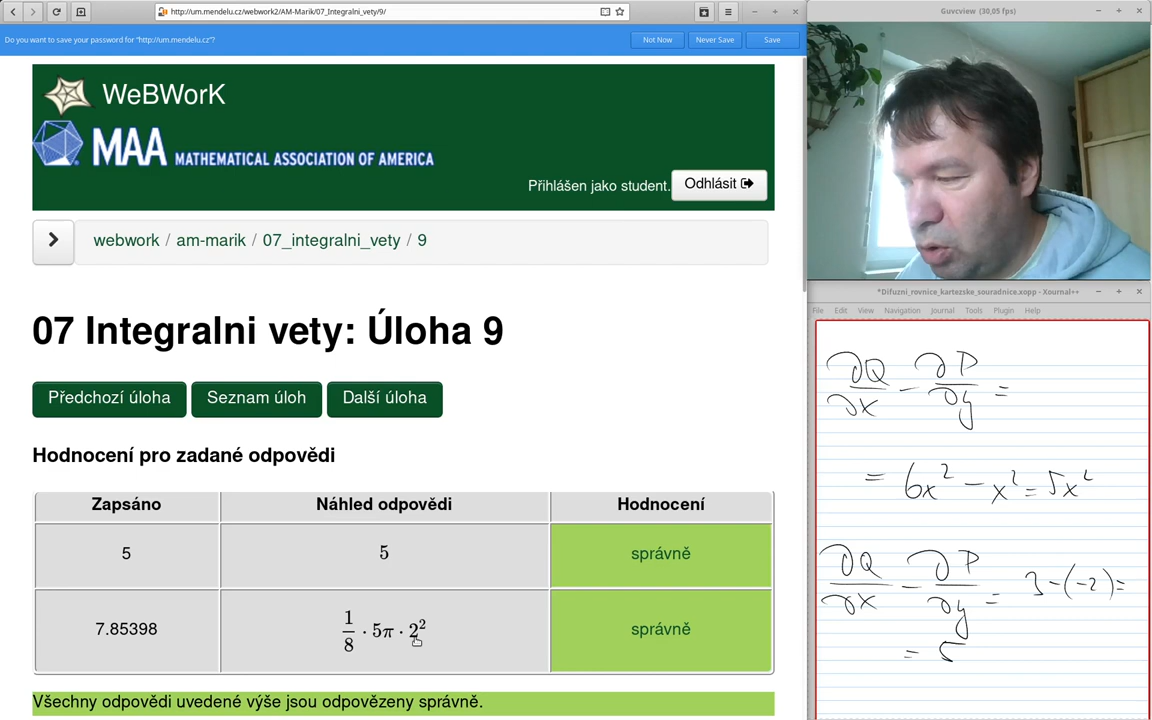 http://um.mendelu.cz/webwork2/AM-Marik/07_Integralni_vety/9/
Do you want to save your password for "http://um.mendelu.cz"?
Not Now
Never Save
Save
WeBWorK
MAA MATHEMATICAL ASSOCIATION OF AMERICA
Přihlášen jako student.
Odhlásit
webwork / am-marik / 07_integralni_vety / 9
07 Integralni vety: Úloha 9
Předchozí úloha
Seznam úloh
Další úloha
Hodnocení pro zadané odpovědi
Zapsáno Náhled odpovědi Hodnocení
5 5 správně
7.85398 1/8 · 5π · 2² správně
Všechny odpovědi uvedené výše jsou odpovězeny správně.
Guvcview (30,05 fps)
*Difuzni_rovnice_kartezske_souradnice.xopp - Xournal++
File Edit View Navigation Journal Tools Plugin Help
∂Q/∂x − ∂P/∂y =
= 6x² − x² = 5x²
∂Q/∂x − ∂P/∂y = 3 − (−2) =
= 5